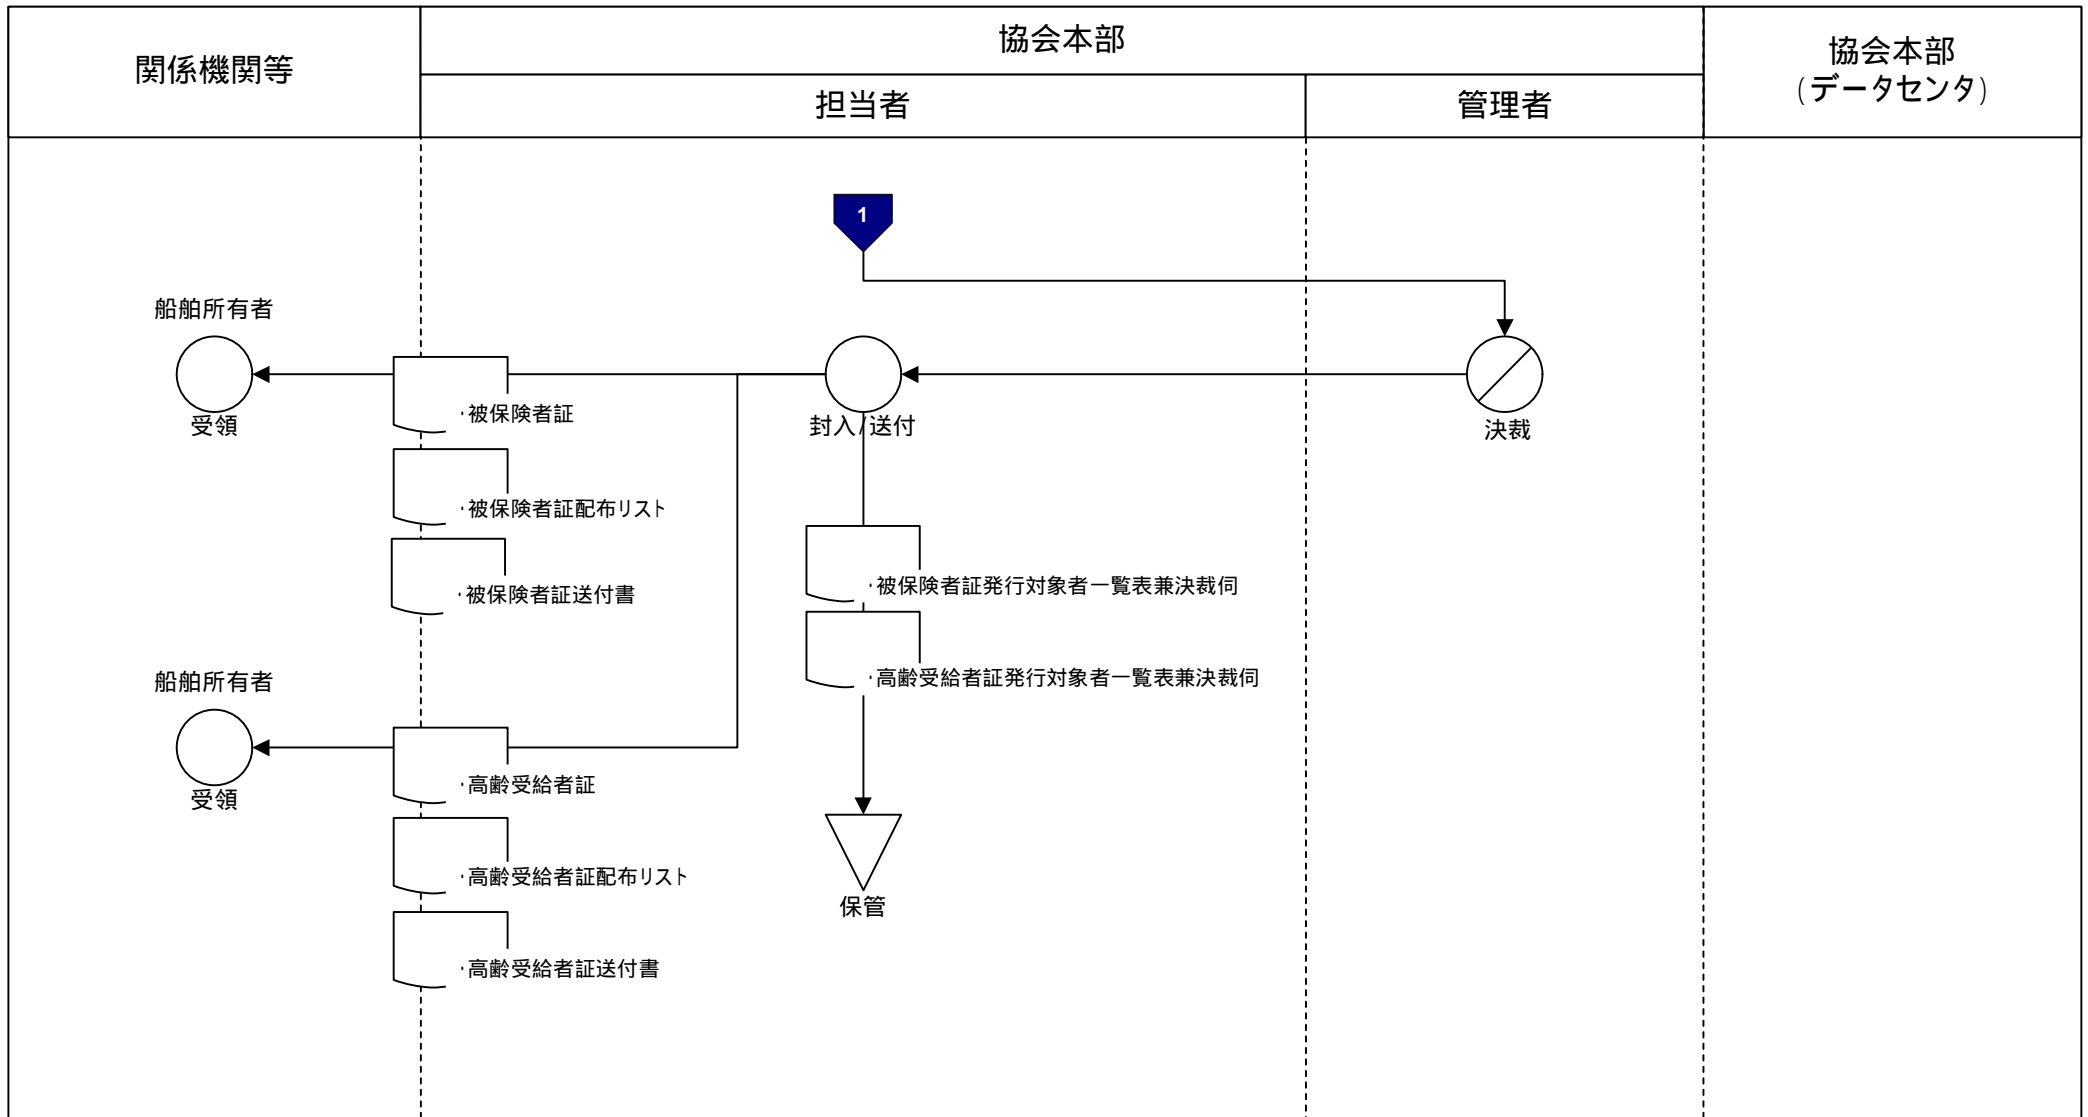 関係機関等
協会本部
担当者
管理者
協会本部
(データセンタ)
1
船舶所有者
受領
・被保険者証
・被保険者証配布リスト
・被保険者証送付書
封入/送付
決裁
・被保険者証発行対象者一覧表兼決裁伺
・高齢受給者証発行対象者一覧表兼決裁伺
船舶所有者
受領
・高齢受給者証
・高齢受給者証配布リスト
・高齢受給者証送付書
保管